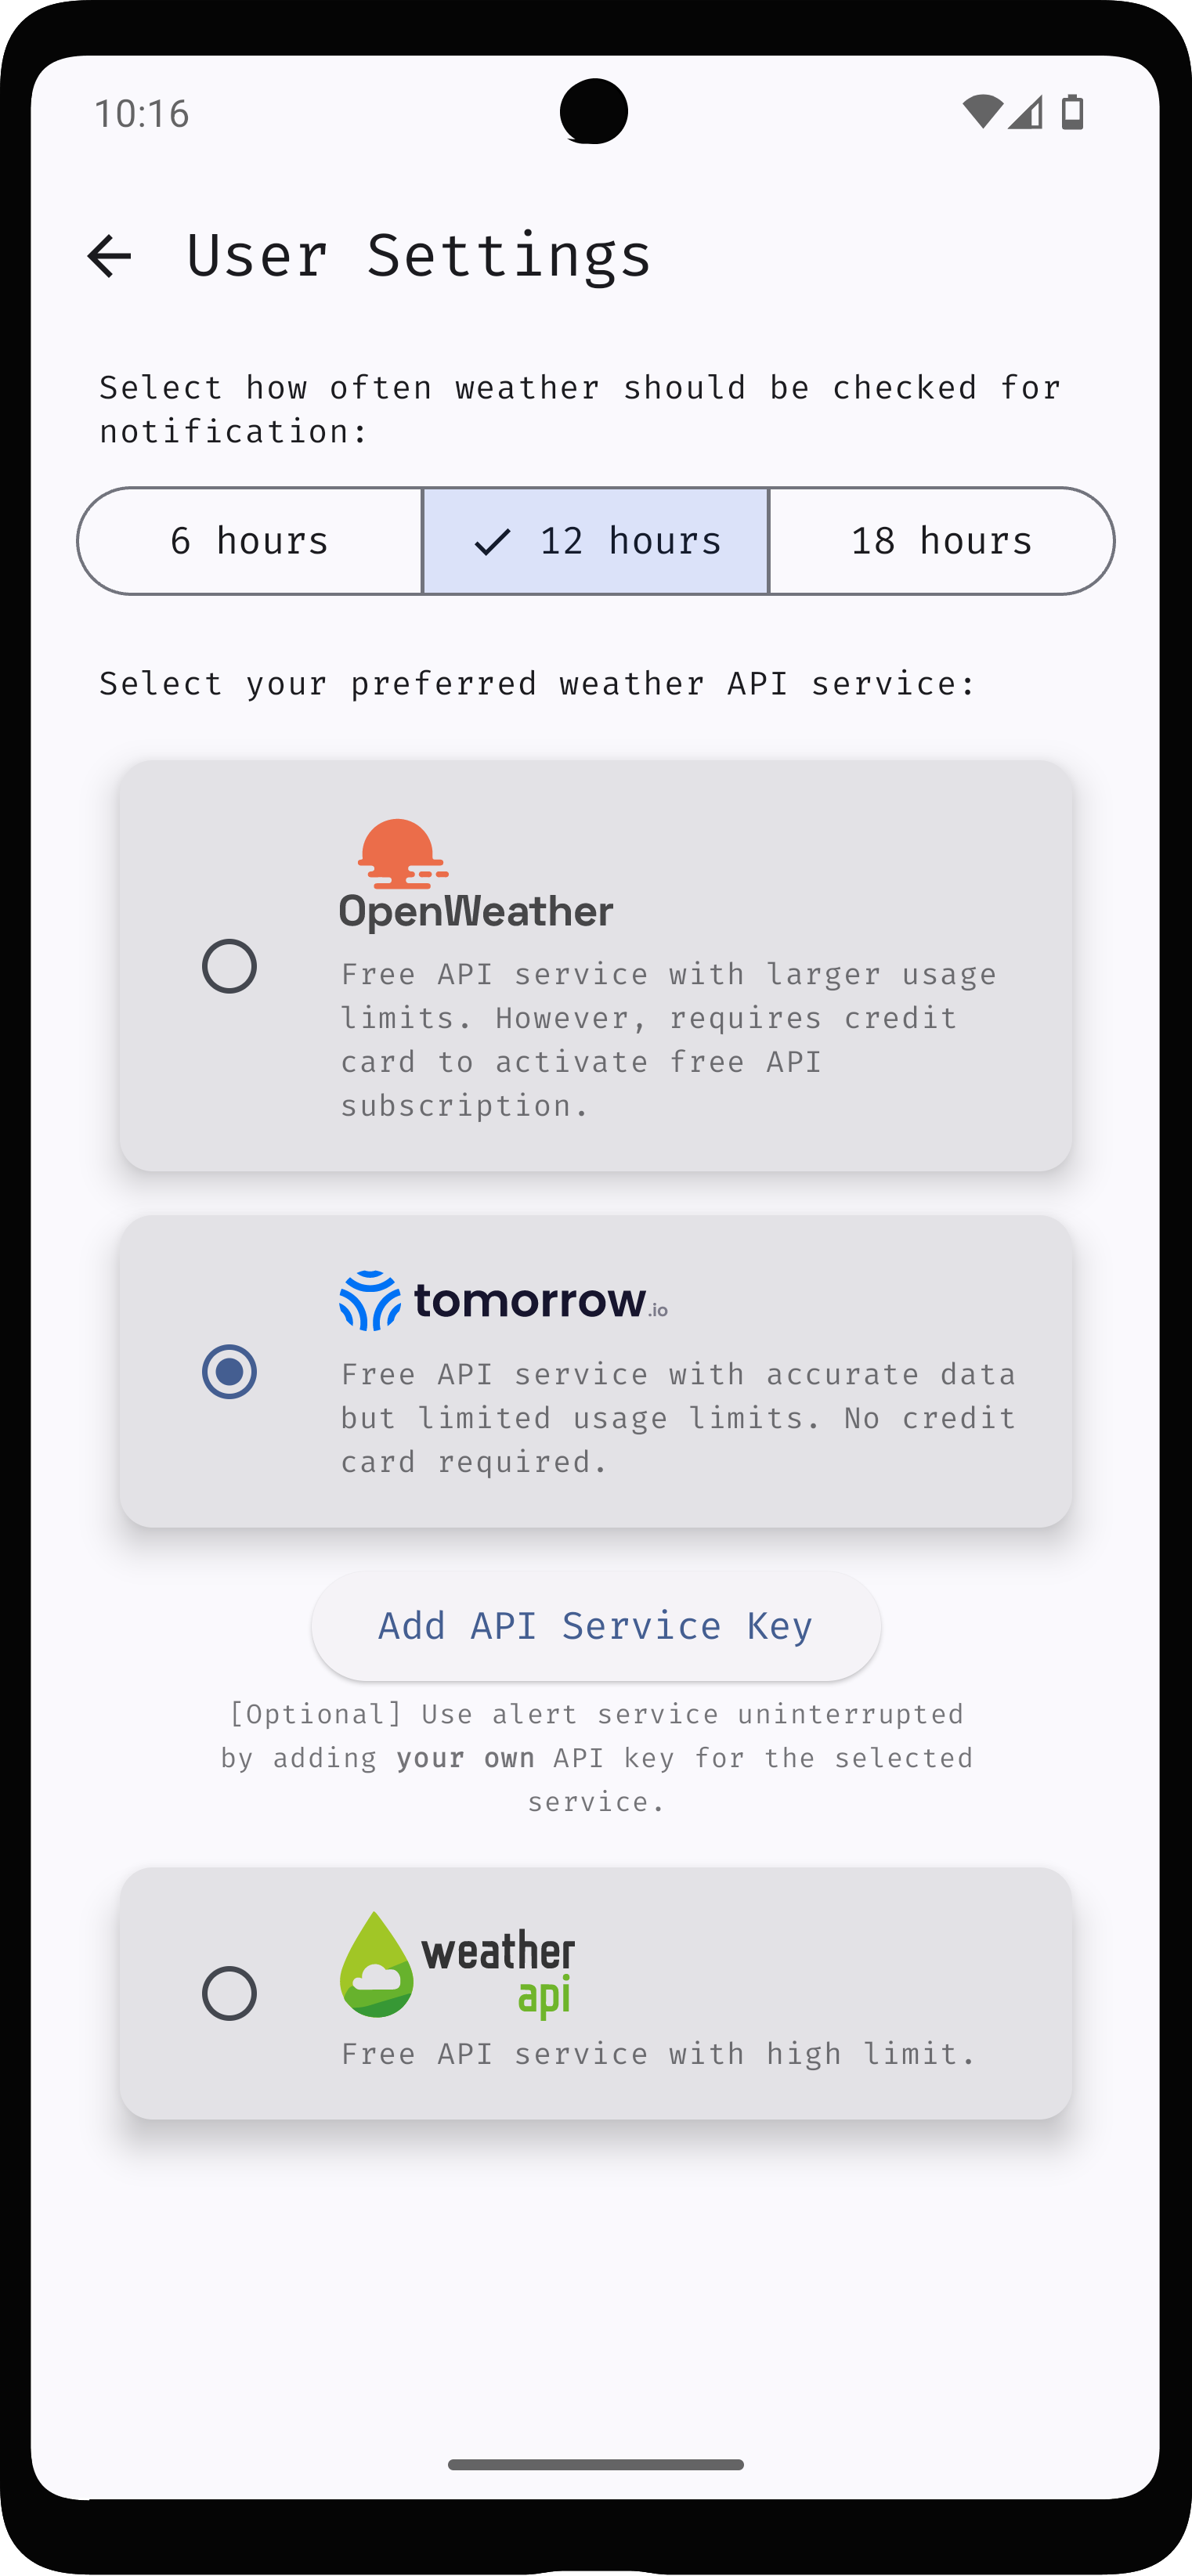 10:16
User Settings
Select how often weather should be checked for
notification:
6 hours
12 hours
18 hours
Select your preferred weather API service:
OpenWeather
Free API service with larger usage
limits. However, requires credit
card to activate free API
subscription.
tomorrow.io
Free API service with accurate data
but limited usage limits. No credit
card required.
Add API Service Key
[Optional] Use alert service uninterrupted
by adding your own API key for the selected
service.
weather
api
Free API service with high limit.